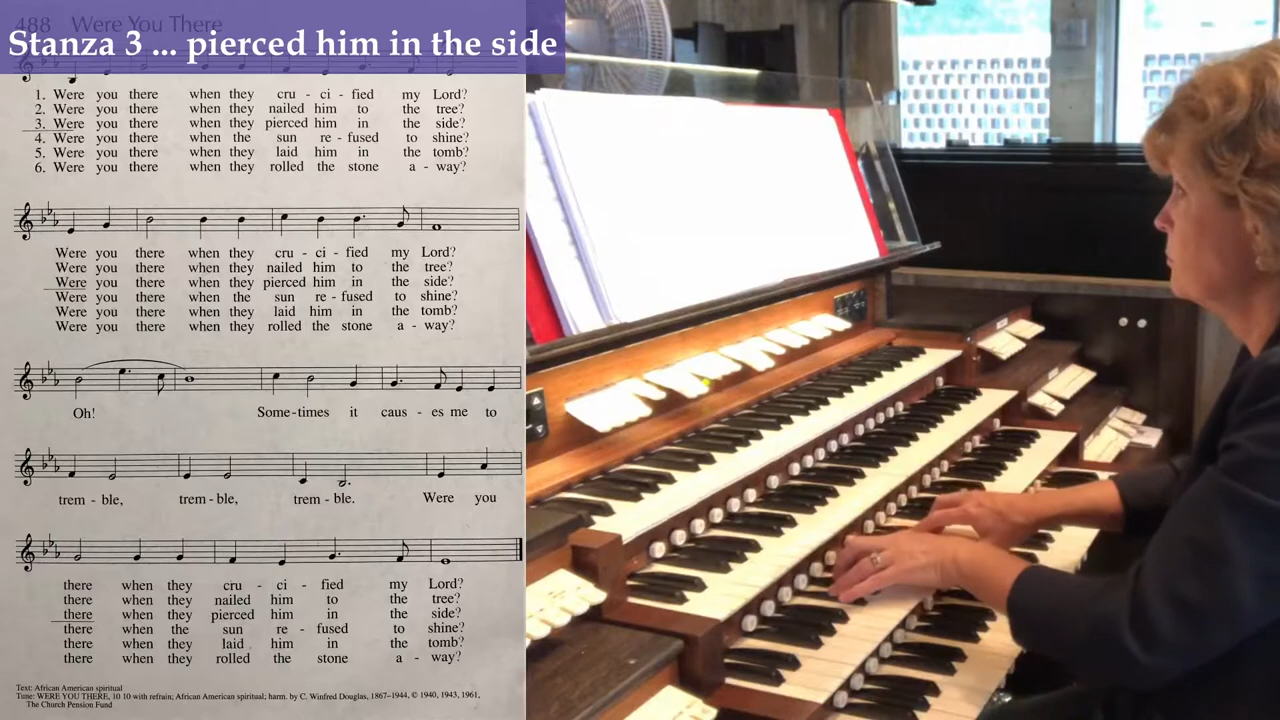 488 Were You There
Stanza 3 ... pierced him in the side
1. Were you there when they cru - ci - fied my Lord?
2. Were you there when they nailed him to the tree?
3. Were you there when they pierced him in the side?
4. Were you there when the sun re - fused to shine?
5. Were you there when they laid him in the tomb?
6. Were you there when they rolled the stone a - way?
Were you there when they cru - ci - fied my Lord?
Were you there when they nailed him to the tree?
Were you there when they pierced him in the side?
Were you there when the sun re - fused to shine?
Were you there when they laid him in the tomb?
Were you there when they rolled the stone a - way?
Oh! Some-times it caus - es me to
trem - ble, trem - ble, trem - ble. Were you
there when they cru - ci - fied my Lord?
there when they nailed him to the tree?
there when they pierced him in the side?
there when the sun re - fused to shine?
there when they laid him in the tomb?
there when they rolled the stone a - way?
Text: African American spiritual
Tune: WERE YOU THERE, 10 10 with refrain; African American spiritual; harm. by C. Winfred Douglas, 1867–1944, © 1940, 1943, 1961,
The Church Pension Fund